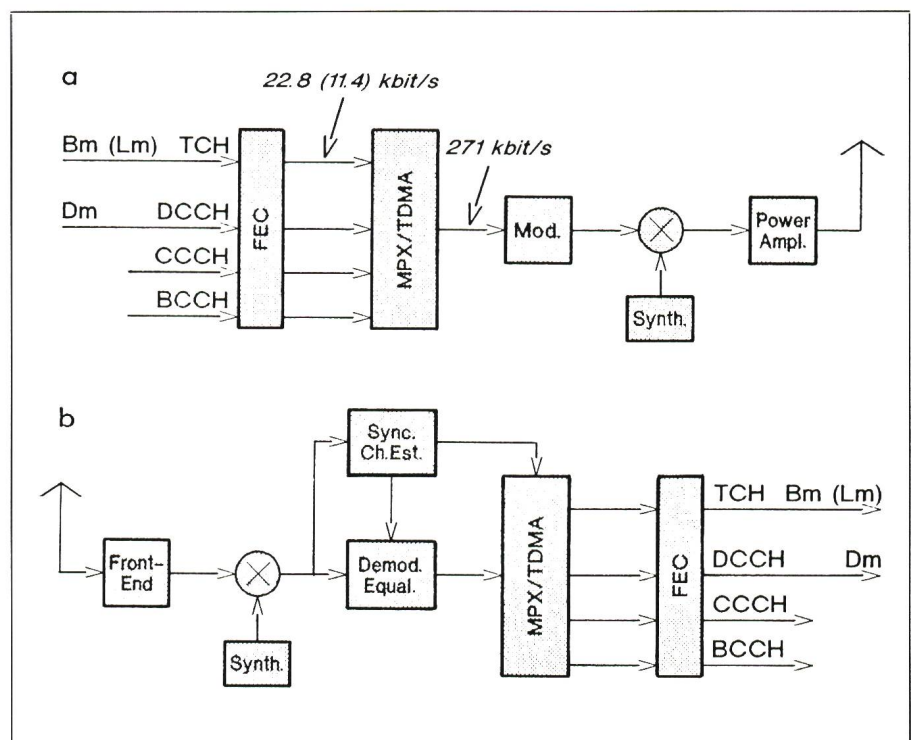 a
22.8 (11.4) kbit/s
271 kbit/s
Bm (Lm) TCH
Dm DCCH
CCCH
BCCH
FEC
MPX/TDMA
Mod.
Synth.
Power
Ampl.
b
Sync.
Ch.Est.
Front-
End
Synth.
Demod.
Equal.
MPX/TDMA
FEC
TCH Bm (Lm)
DCCH Dm
CCCH
BCCH